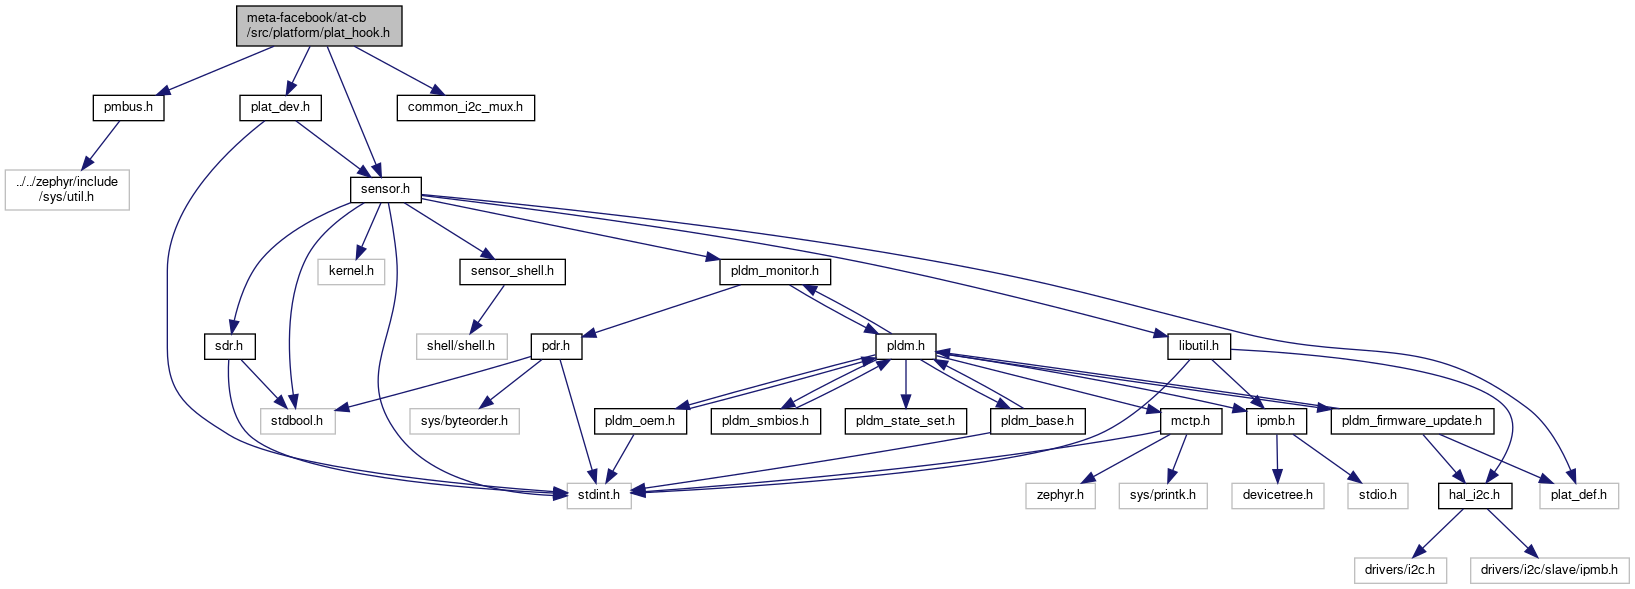 meta-facebook/at-cb
/src/platform/plat_hook.h
pmbus.h
plat_dev.h
common_i2c_mux.h
../../zephyr/include
/sys/util.h
sensor.h
kernel.h
sensor_shell.h
pldm_monitor.h
sdr.h
shell/shell.h
pdr.h
pldm.h
libutil.h
stdbool.h
sys/byteorder.h
pldm_oem.h
pldm_smbios.h
pldm_state_set.h
pldm_base.h
mctp.h
ipmb.h
pldm_firmware_update.h
stdint.h
zephyr.h
sys/printk.h
devicetree.h
stdio.h
hal_i2c.h
plat_def.h
drivers/i2c.h
drivers/i2c/slave/ipmb.h